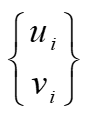 { u_i
v_i }